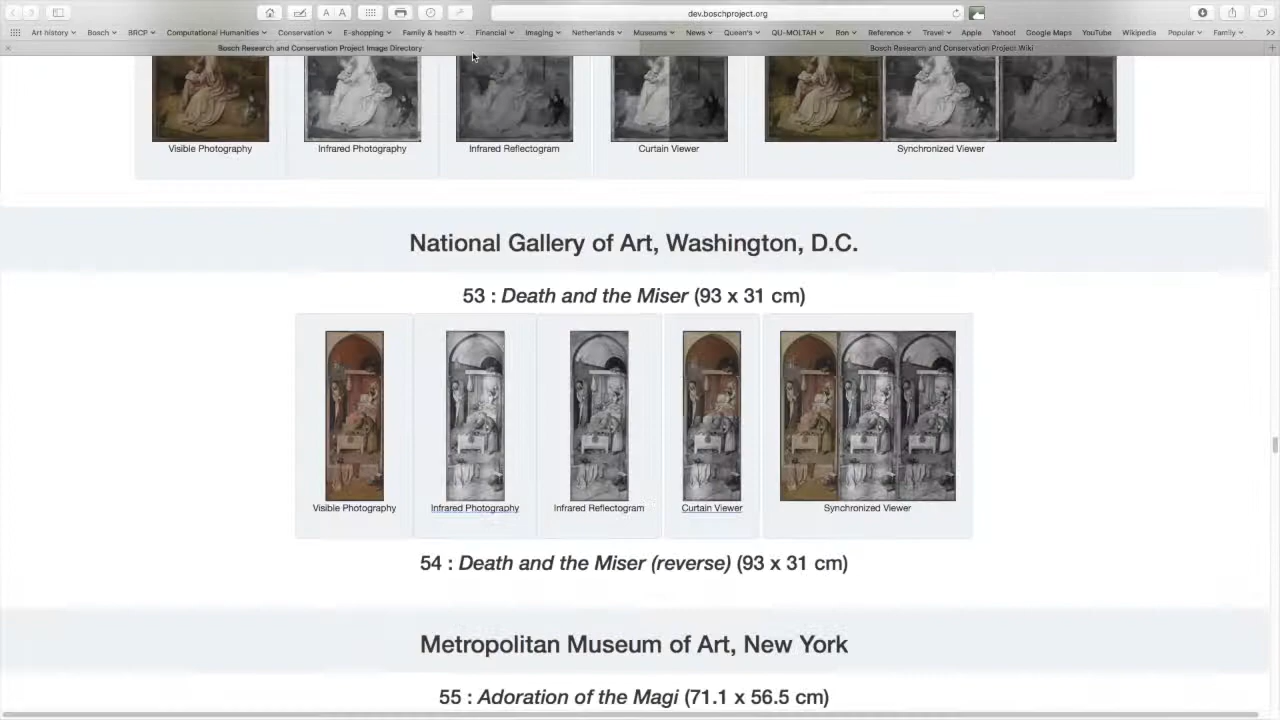 dev.boschproject.org
Art history Bosch BRCP Computational Humanities Conservation E-shopping Family & health Financial Imaging Netherlands Museums News Queen's QU-MOLTAH Ron Reference Travel Apple Yahoo! Google Maps YouTube Wikipedia Popular Family
Bosch Research and Conservation Project Image Directory
Bosch Research and Conservation Project Wiki
Visible Photography Infrared Photography Infrared Reflectogram Curtain Viewer Synchronized Viewer
National Gallery of Art, Washington, D.C.
53 : Death and the Miser (93 x 31 cm)
Visible Photography Infrared Photography Infrared Reflectogram Curtain Viewer Synchronized Viewer
54 : Death and the Miser (reverse) (93 x 31 cm)
Metropolitan Museum of Art, New York
55 : Adoration of the Magi (71.1 x 56.5 cm)